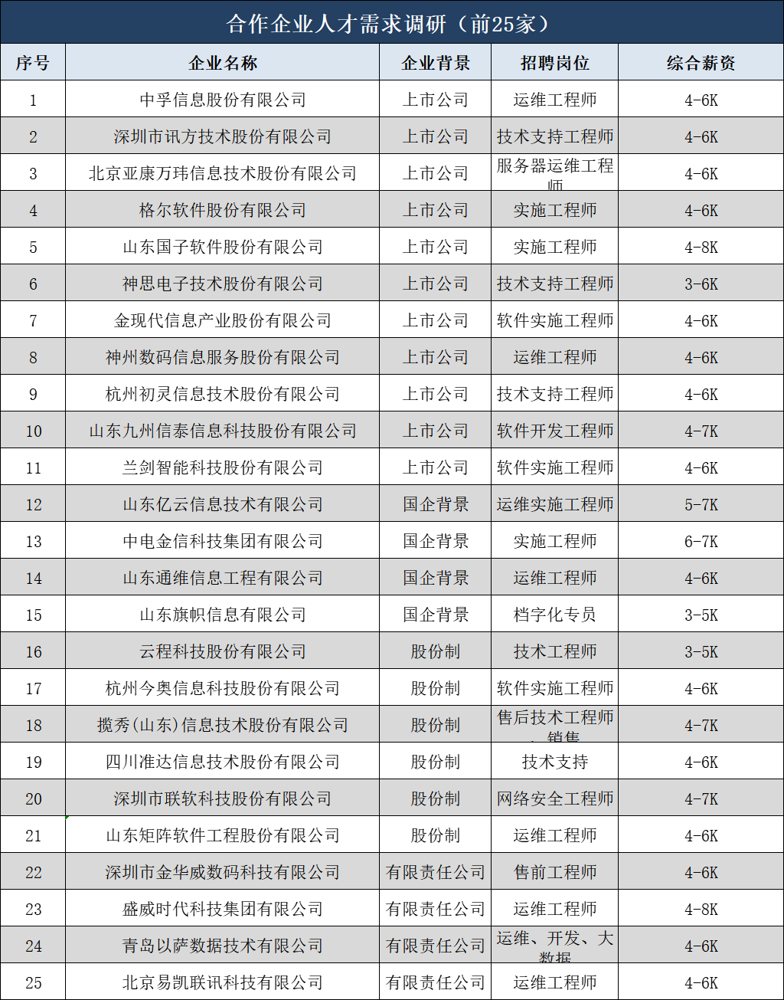 合作企业人才需求调研（前25家）
序号 企业名称 企业背景 招聘岗位 综合薪资
1 中孚信息股份有限公司 上市公司 运维工程师 4-6K
2 深圳市讯方技术股份有限公司 上市公司 技术支持工程师 4-6K
3 北京亚康万玮信息技术股份有限公司 上市公司 服务器运维工程师 4-6K
4 格尔软件股份有限公司 上市公司 实施工程师 4-6K
5 山东国子软件股份有限公司 上市公司 实施工程师 4-8K
6 神思电子技术股份有限公司 上市公司 技术支持工程师 3-6K
7 金现代信息产业股份有限公司 上市公司 软件实施工程师 4-6K
8 神州数码信息服务股份有限公司 上市公司 运维工程师 4-6K
9 杭州初灵信息技术股份有限公司 上市公司 技术支持工程师 4-6K
10 山东九州信泰信息科技股份有限公司 上市公司 软件开发工程师 4-7K
11 兰剑智能科技股份有限公司 上市公司 软件实施工程师 4-6K
12 山东亿云信息技术有限公司 国企背景 运维实施工程师 5-7K
13 中电金信科技集团有限公司 国企背景 实施工程师 6-7K
14 山东通维信息工程有限公司 国企背景 运维工程师 4-6K
15 山东旗帜信息有限公司 国企背景 档字化专员 3-5K
16 云程科技股份有限公司 股份制 技术工程师 3-5K
17 杭州今奥信息科技股份有限公司 股份制 软件实施工程师 4-6K
18 揽秀(山东)信息技术股份有限公司 股份制 售后技术工程师、销售 4-7K
19 四川准达信息技术股份有限公司 股份制 技术支持 4-6K
20 深圳市联软科技股份有限公司 股份制 网络安全工程师 4-7K
21 山东矩阵软件工程股份有限公司 股份制 运维工程师 4-6K
22 深圳市金华威数码科技有限公司 有限责任公司 售前工程师 4-6K
23 盛威时代科技集团有限公司 有限责任公司 运维工程师 4-8K
24 青岛以萨数据技术有限公司 有限责任公司 运维、开发、大数据 4-6K
25 北京易凯联讯科技有限公司 有限责任公司 运维工程师 4-6K